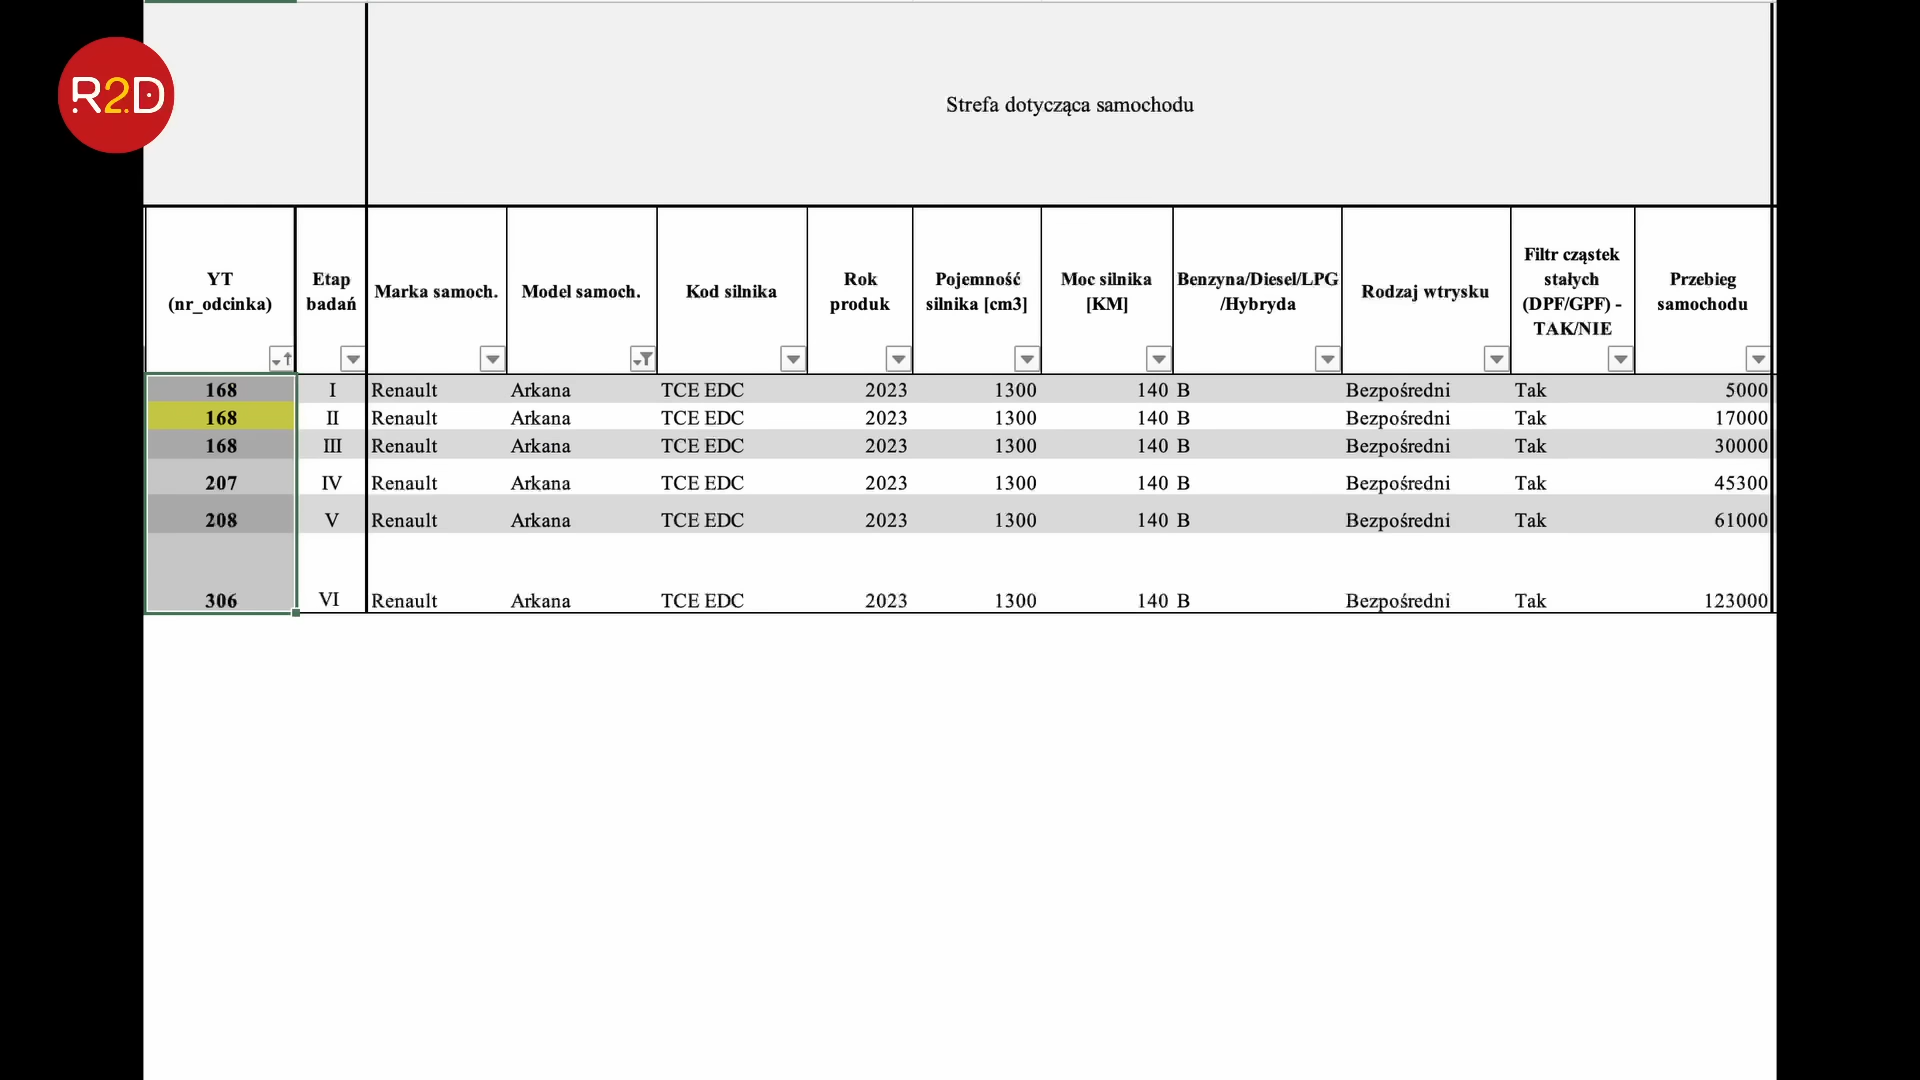 R2D
Strefa dotycząca samochodu
YT (nr_odcinka) Etap badań Marka samoch. Model samoch. Kod silnika Rok produk Pojemność silnika [cm3] Moc silnika [KM] Benzyna/Diesel/LPG /Hybryda Rodzaj wtrysku Filtr cząstek stałych (DPF/GPF) - TAK/NIE Przebieg samochodu
168 I Renault Arkana TCE EDC 2023 1300 140 B Bezpośredni Tak 5000
168 II Renault Arkana TCE EDC 2023 1300 140 B Bezpośredni Tak 17000
168 III Renault Arkana TCE EDC 2023 1300 140 B Bezpośredni Tak 30000
207 IV Renault Arkana TCE EDC 2023 1300 140 B Bezpośredni Tak 45300
208 V Renault Arkana TCE EDC 2023 1300 140 B Bezpośredni Tak 61000
306 VI Renault Arkana TCE EDC 2023 1300 140 B Bezpośredni Tak 123000